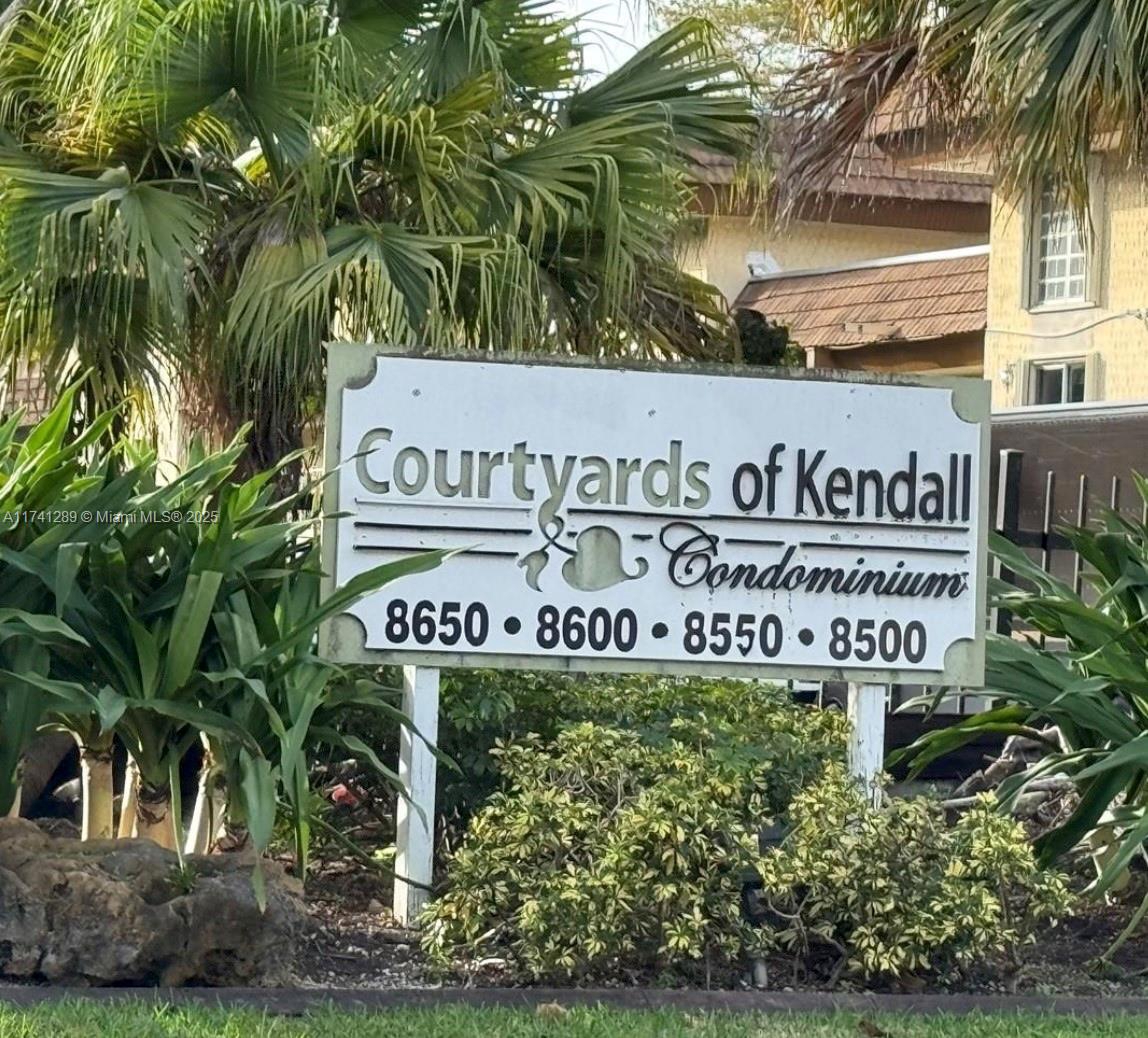 Courtyards of Kendall
Condominium
8650 • 8600 • 8550 • 8500
A11741289 © Miami MLS® 2025